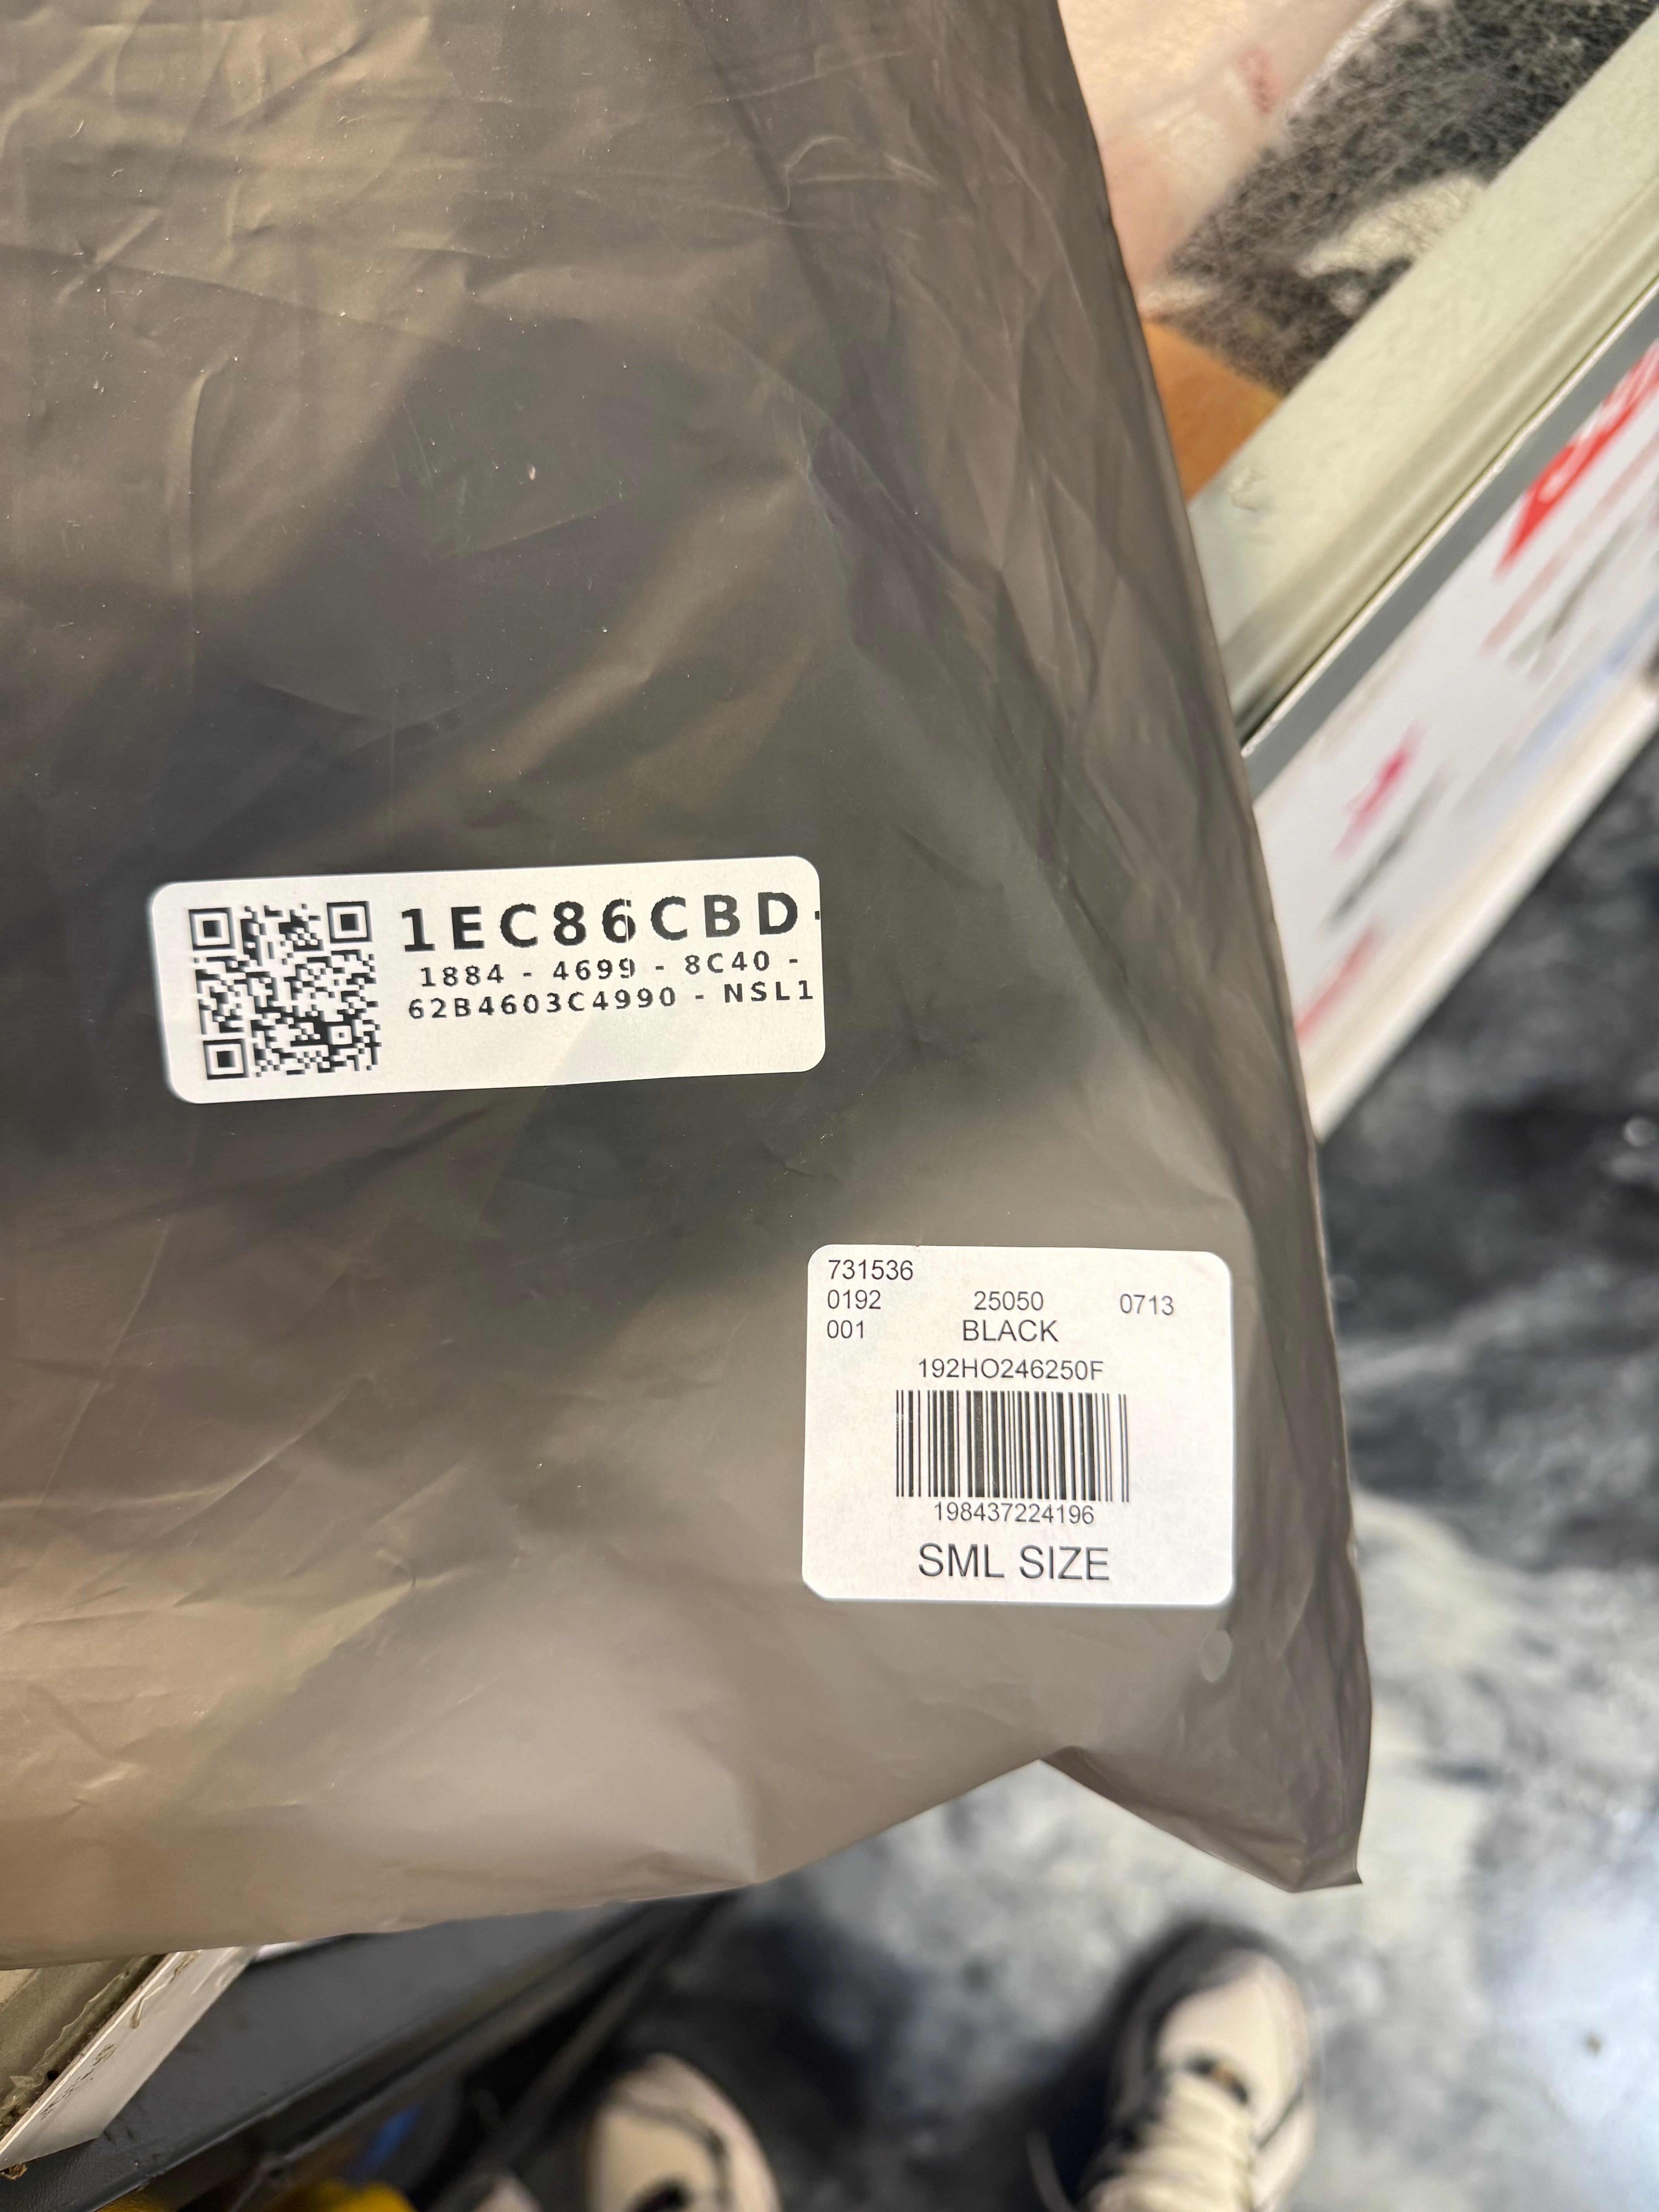 1EC86CBD-
1884 - 4699 - 8C40 -
62B4603C4990 - NSL1
731536
0192 25050 0713
001 BLACK
192HO246250F
198437224196
SML SIZE